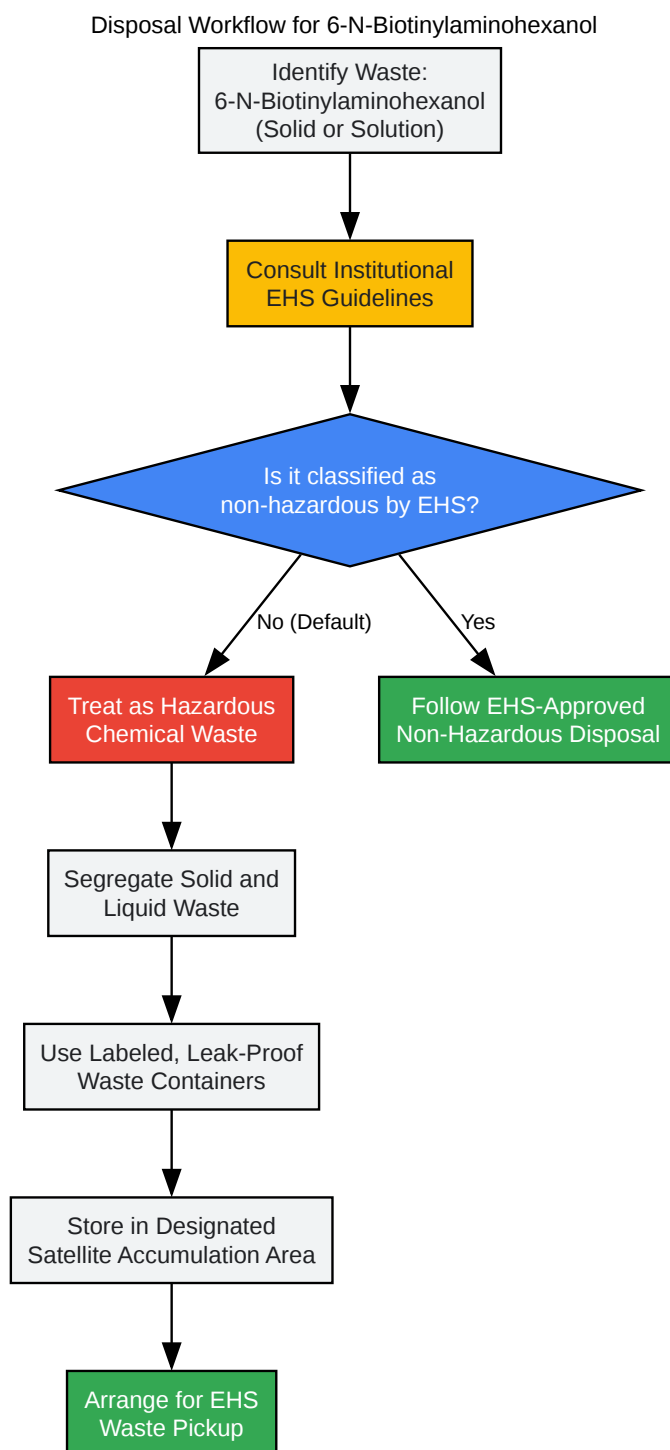 Disposal Workflow for 6-N-Biotinylaminohexanol
Identify Waste:
6-N-Biotinylaminohexanol
(Solid or Solution)
Consult Institutional
EHS Guidelines
Is it classified as
non-hazardous by EHS?
No (Default)
Yes
Treat as Hazardous
Chemical Waste
Follow EHS-Approved
Non-Hazardous Disposal
Segregate Solid and
Liquid Waste
Use Labeled, Leak-Proof
Waste Containers
Store in Designated
Satellite Accumulation Area
Arrange for EHS
Waste Pickup